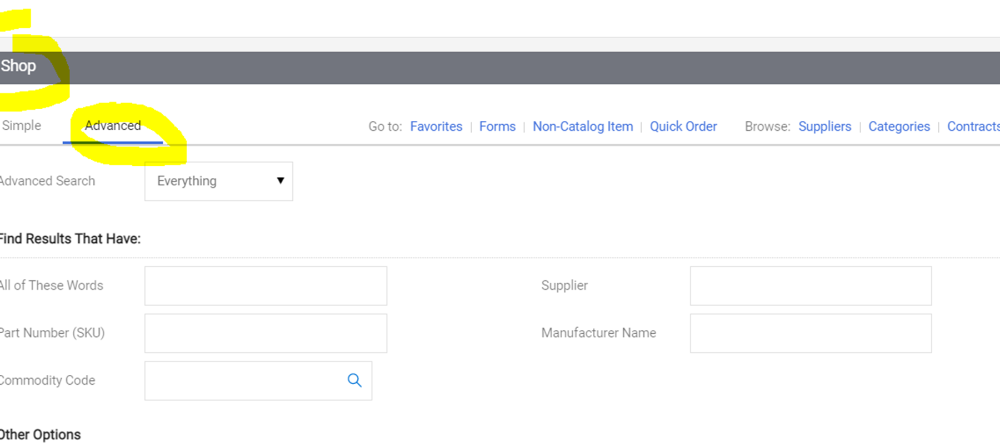 Shop
Simple Advanced Go to: Favorites | Forms | Non-Catalog Item | Quick Order Browse: Suppliers | Categories | Contracts
Advanced Search Everything
Find Results That Have:
All of These Words Supplier
Part Number (SKU) Manufacturer Name
Commodity Code
Other Options